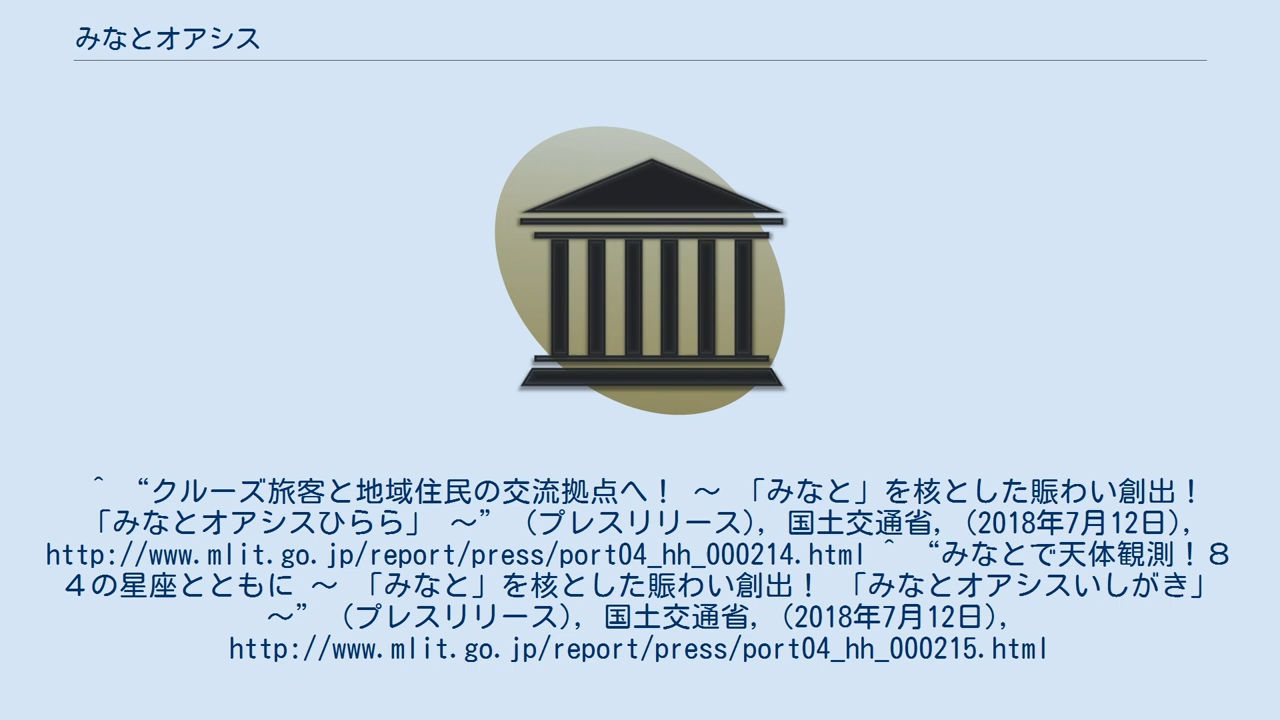 みなとオアシス
^ “クルーズ旅客と地域住民の交流拠点へ！ ～ 「みなと」を核とした賑わい創出！
「みなとオアシスひらら」 ～” （プレスリリース）, 国土交通省, （2018年7月12日）,
http://www.mlit.go.jp/report/press/port04_hh_000214.html ^ “みなとで天体観測！８
４の星座とともに ～ 「みなと」を核とした賑わい創出！ 「みなとオアシスいしがき」
～” （プレスリリース）, 国土交通省, （2018年7月12日）,
http://www.mlit.go.jp/report/press/port04_hh_000215.html